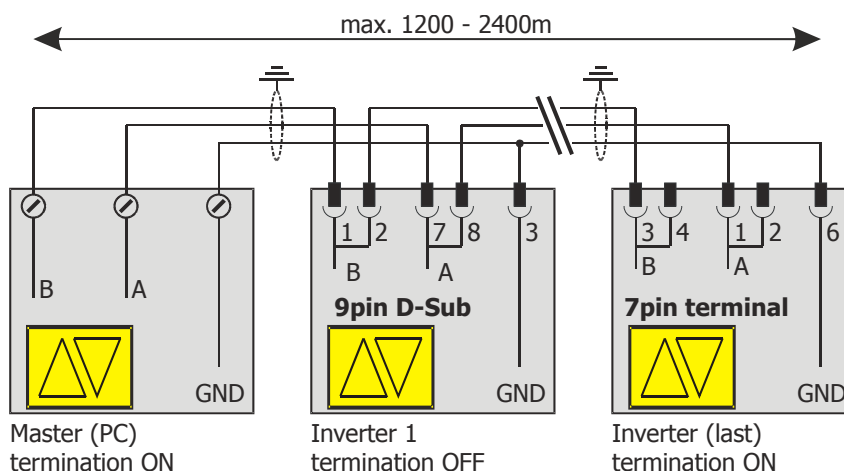 max. 1200 - 2400m
1 2 7 8 3 3 4 1 2 6
B A B A B A
9pin D-Sub 7pin terminal
GND GND GND
Master (PC) Inverter 1 Inverter (last)
termination ON termination OFF termination ON